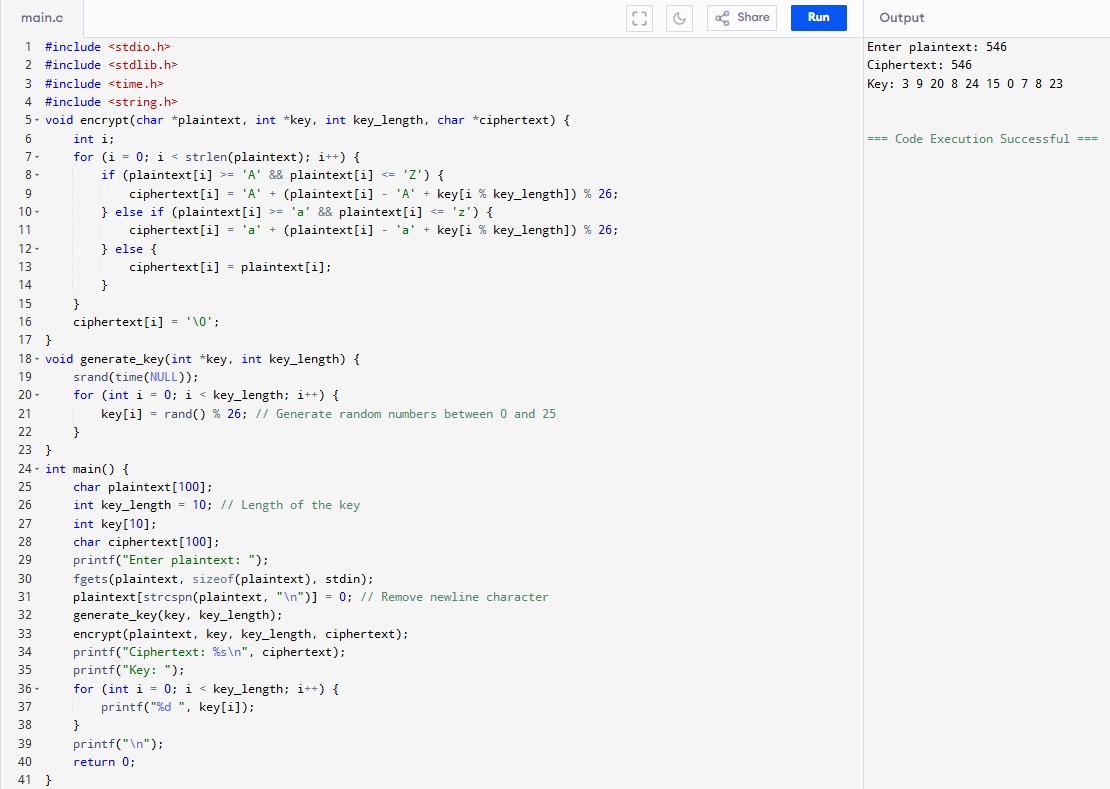 main.c Share Run Output
1 #include <stdio.h>
2 #include <stdlib.h>
3 #include <time.h>
4 #include <string.h>
5 void encrypt(char *plaintext, int *key, int key_length, char *ciphertext) {
6     int i;
7     for (i = 0; i < strlen(plaintext); i++) {
8         if (plaintext[i] >= 'A' && plaintext[i] <= 'Z') {
9             ciphertext[i] = 'A' + (plaintext[i] - 'A' + key[i % key_length]) % 26;
10         } else if (plaintext[i] >= 'a' && plaintext[i] <= 'z') {
11             ciphertext[i] = 'a' + (plaintext[i] - 'a' + key[i % key_length]) % 26;
12         } else {
13             ciphertext[i] = plaintext[i];
14         }
15     }
16     ciphertext[i] = '\0';
17 }
18 void generate_key(int *key, int key_length) {
19     srand(time(NULL));
20     for (int i = 0; i < key_length; i++) {
21         key[i] = rand() % 26; // Generate random numbers between 0 and 25
22     }
23 }
24 int main() {
25     char plaintext[100];
26     int key_length = 10; // Length of the key
27     int key[10];
28     char ciphertext[100];
29     printf("Enter plaintext: ");
30     fgets(plaintext, sizeof(plaintext), stdin);
31     plaintext[strcspn(plaintext, "\n")] = 0; // Remove newline character
32     generate_key(key, key_length);
33     encrypt(plaintext, key, key_length, ciphertext);
34     printf("Ciphertext: %s\n", ciphertext);
35     printf("Key: ");
36     for (int i = 0; i < key_length; i++) {
37         printf("%d ", key[i]);
38     }
39     printf("\n");
40     return 0;
41 }
Enter plaintext: 546
Ciphertext: 546
Key: 3 9 20 8 24 15 0 7 8 23
=== Code Execution Successful ===